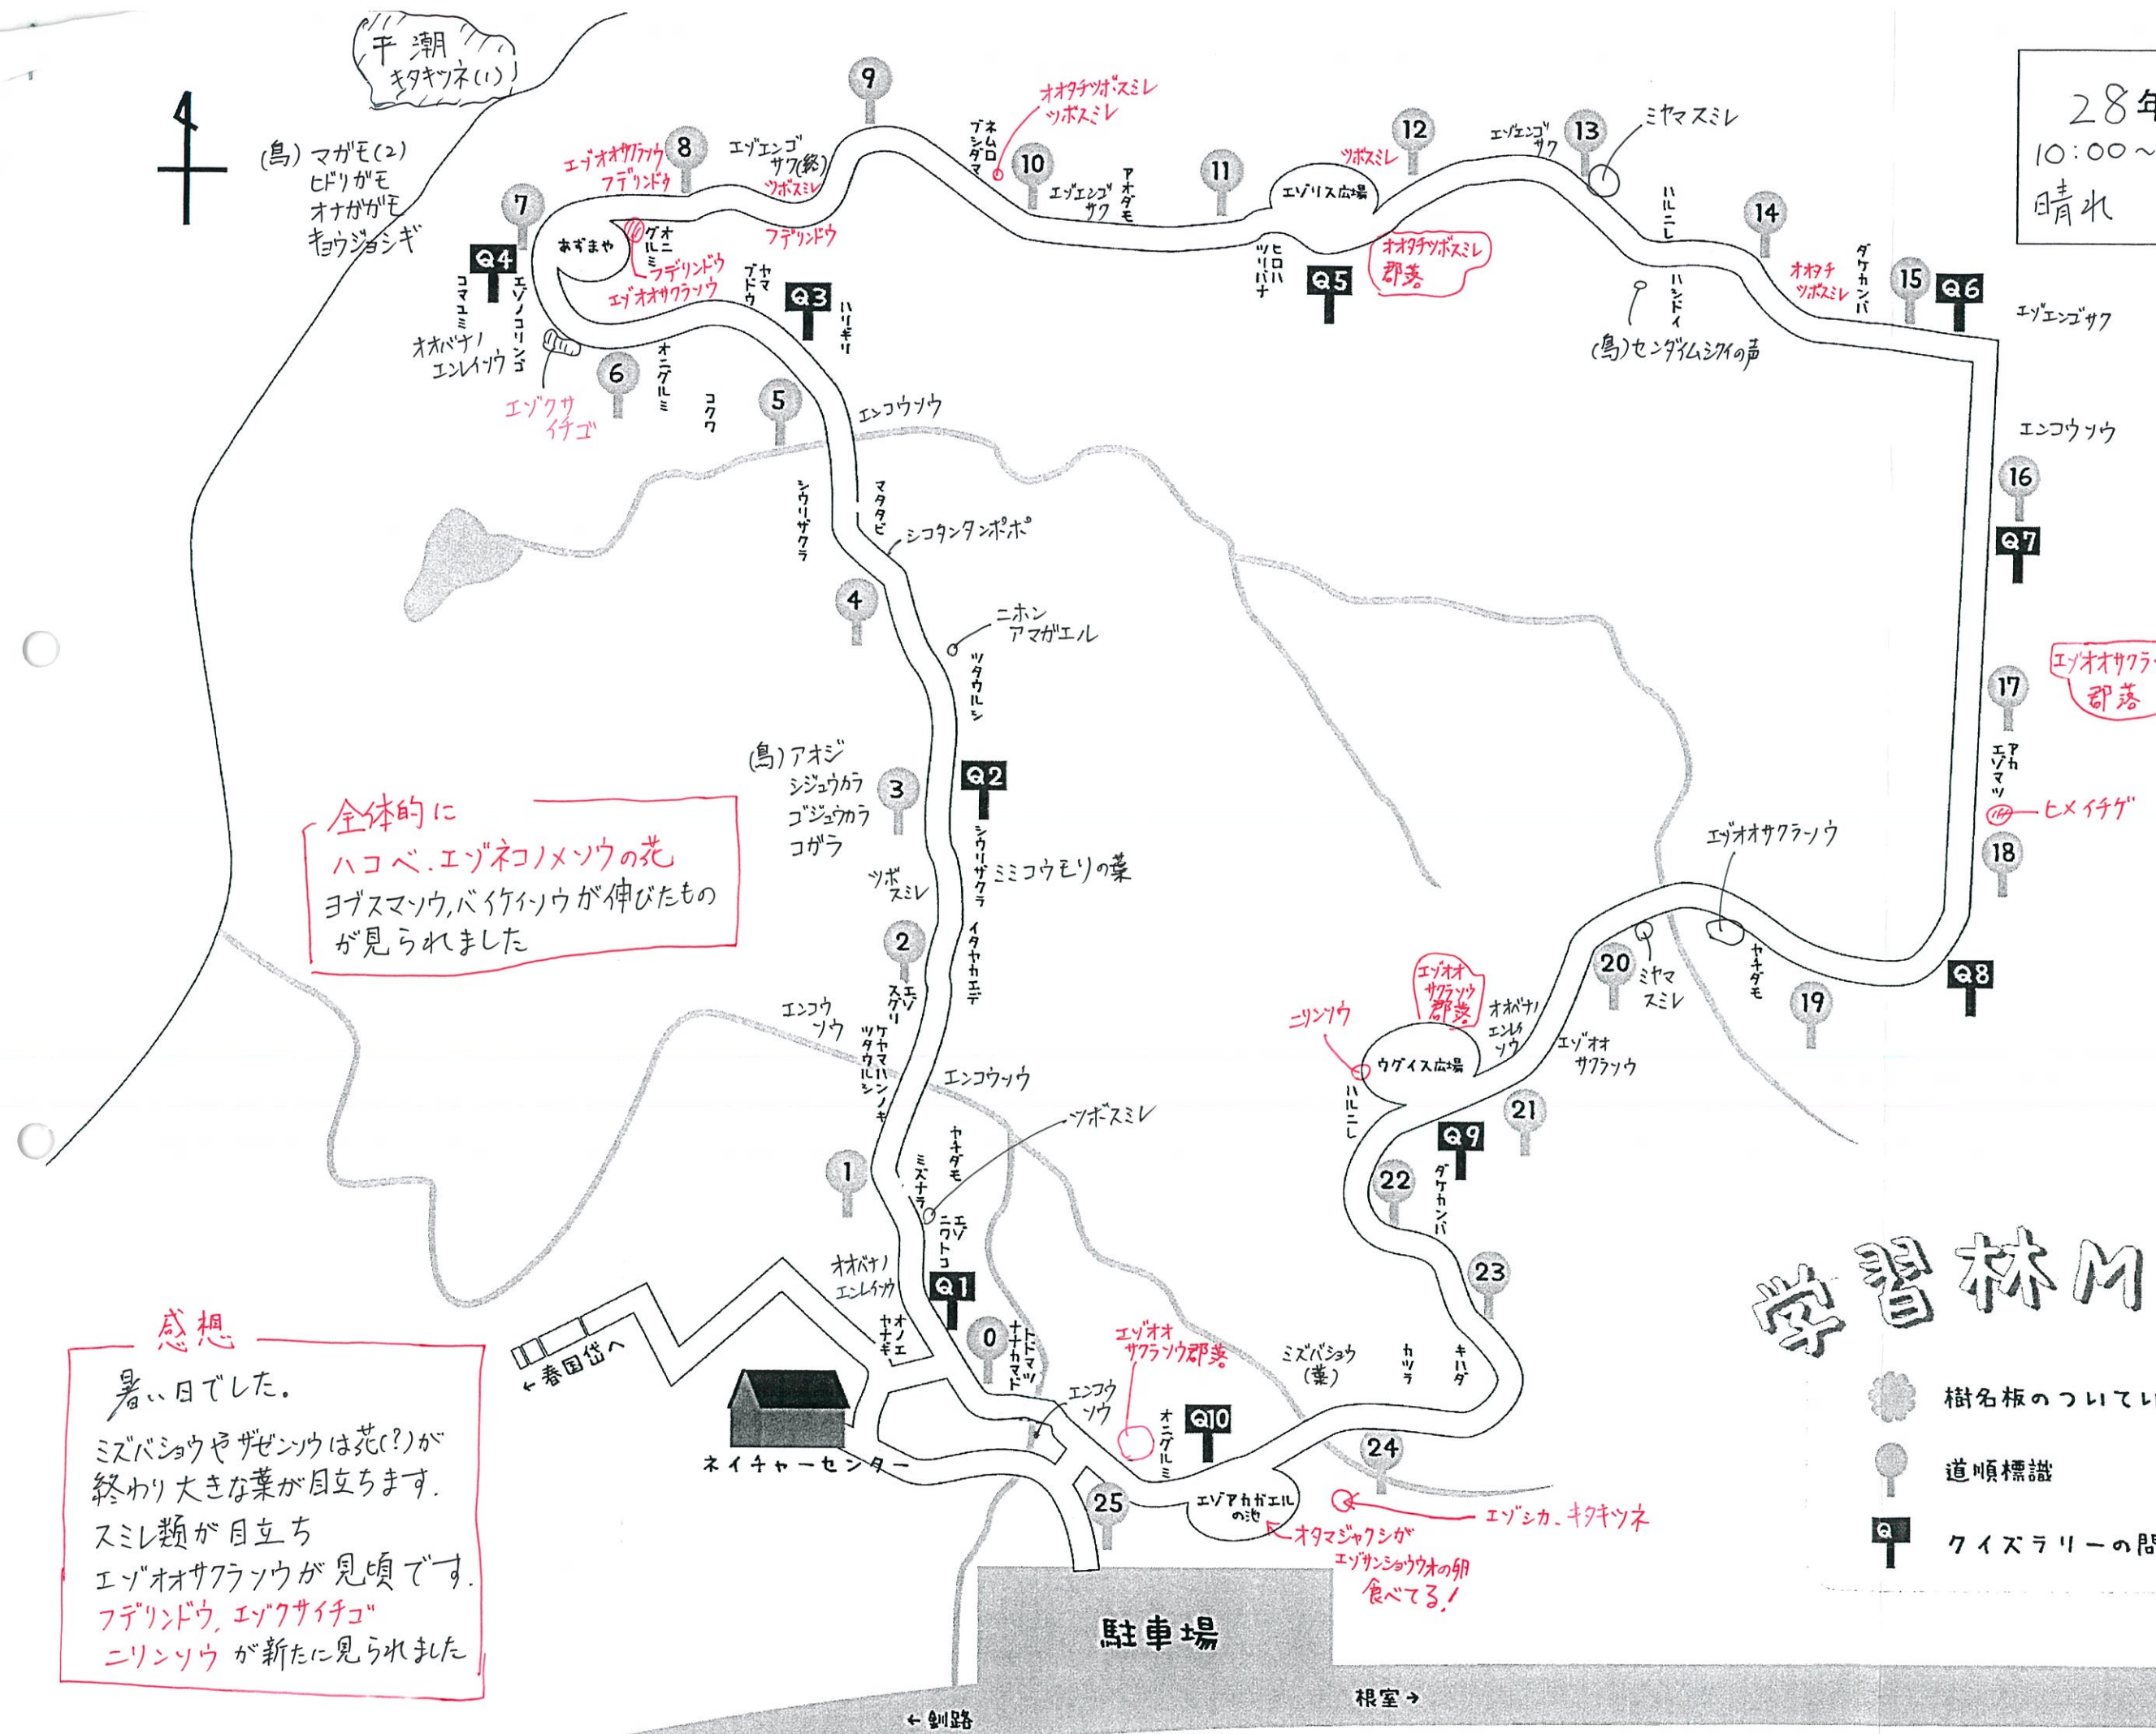 干潮
キタキツネ(1)
(鳥) マガモ(2)
ヒドリガモ
オナガガモ
キョウジョシギ
28年
10:00～
晴れ
7
Q4
コマユミ
エゾノコリンゴ
オオバナノ
エンレイソウ
エゾクサ
イチゴ
あずまや
オニ
グルミ
フデリンドウ
エゾオオサクラソウ
エゾオオサクラソウ
フデリンドウ
8
エゾエンゴ
サク(終)
ツボスミレ
フデリンドウ
9
ネムロ
ブシダマ
オオタチツボスミレ
ツボスミレ
10
エゾエンゴ
サク
アオダモ
11
エゾリス広場
ヒロハ
ツリバナ
Q5
ツボスミレ
12
オオタチツボスミレ
群落
エゾエンゴ
サク
13
ミヤマスミレ
ハルニレ
ハシドイ
(鳥)センダイムシクイの声
14
オオタチ
ツボスミレ
ダケカンバ
15
Q6
エゾエンゴサク
エンコウソウ
16
Q7
17
エゾオオサクラ
群落
アカ
エゾマツ
ヒメイチゲ
18
Q8
19
ヤチダモ
エゾオオサクラソウ
20
ミヤマ
スミレ
エゾオオ
サクラソウ
オオバナノ
エンレイ
ソウ
エゾオオ
サクラソウ
群落
ニリンソウ
ウグイス広場
ハルニレ
21
Q9
22
ダケカンバ
23
キハダ
カツラ
ミズバショウ
(葉)
24
エゾシカ、キタキツネ
エゾアカガエル
の池
オタマジャクシが
エゾサンショウウオの卵
食べてる!
Q10
オニグルミ
エゾオオ
サクラソウ群落
25
エンコウ
ソウ
トドマツ
ナナカマド
0
Q1
オノエ
ヤナギ
オオバナノ
エンレイソウ
エゾ
ニワトコ
ミズナラ
ヤチダモ
ツボスミレ
1
エンコウソウ
エンコウ
ソウ
ケヤマハンノキ
ツタウルシ
エゾ
スグリ
2
イタヤカエデ
ツボ
スミレ
シウリザクラ
ミミコウモリの葉
Q2
3
(鳥)アオジ
シジュウカラ
ゴジュウカラ
コガラ
ツタウルシ
ニホン
アマガエル
4
シコタンタンポポ
マタタビ
シウリザクラ
エンコウソウ
5
コクワ
オニグルミ
6
ハリギリ
Q3
ヤマ
ブドウ
全体的に
ハコベ、エゾネコノメソウの花
ヨブスマソウ,バイケイソウが伸びたもの
が見られました
感想
暑い日でした。
ミズバショウやザゼンソウは花(?)が
終わり大きな葉が目立ちます.
スミレ類が目立ち
エゾオオサクラソウが見頃です.
フデリンドウ,エゾクサイチゴ
ニリンソウ が新たに見られました
←春国岱へ
ネイチャーセンター
駐車場
←釧路
根室→
学習林M
樹名板のついてい
道順標識
Q
クイズラリーの問